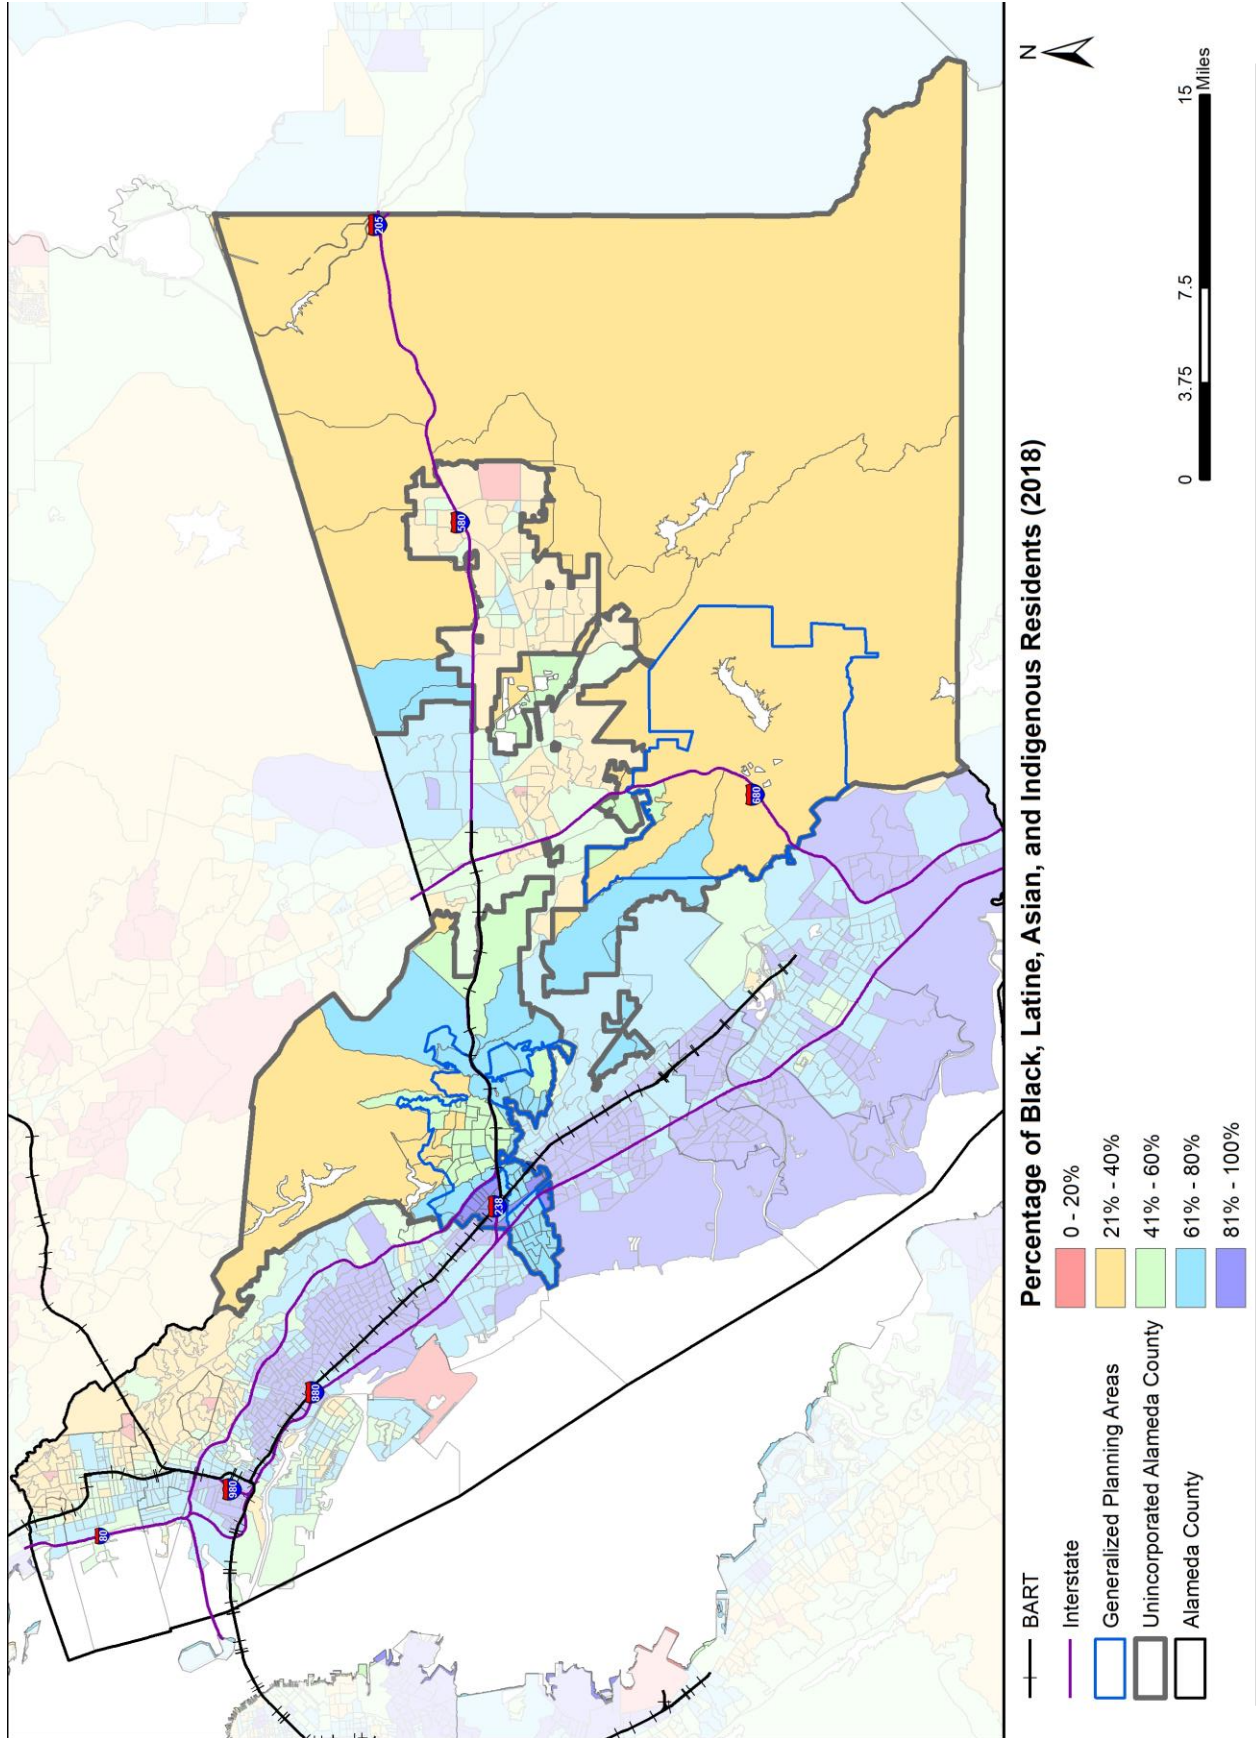 80
980
880
238
580
205
680
Percentage of Black, Latine, Asian, and Indigenous Residents (2018)
BART
Interstate
Generalized Planning Areas
Unincorporated Alameda County
Alameda County
0 - 20%
21% - 40%
41% - 60%
61% - 80%
81% - 100%
N
0 3.75 7.5 15
Miles